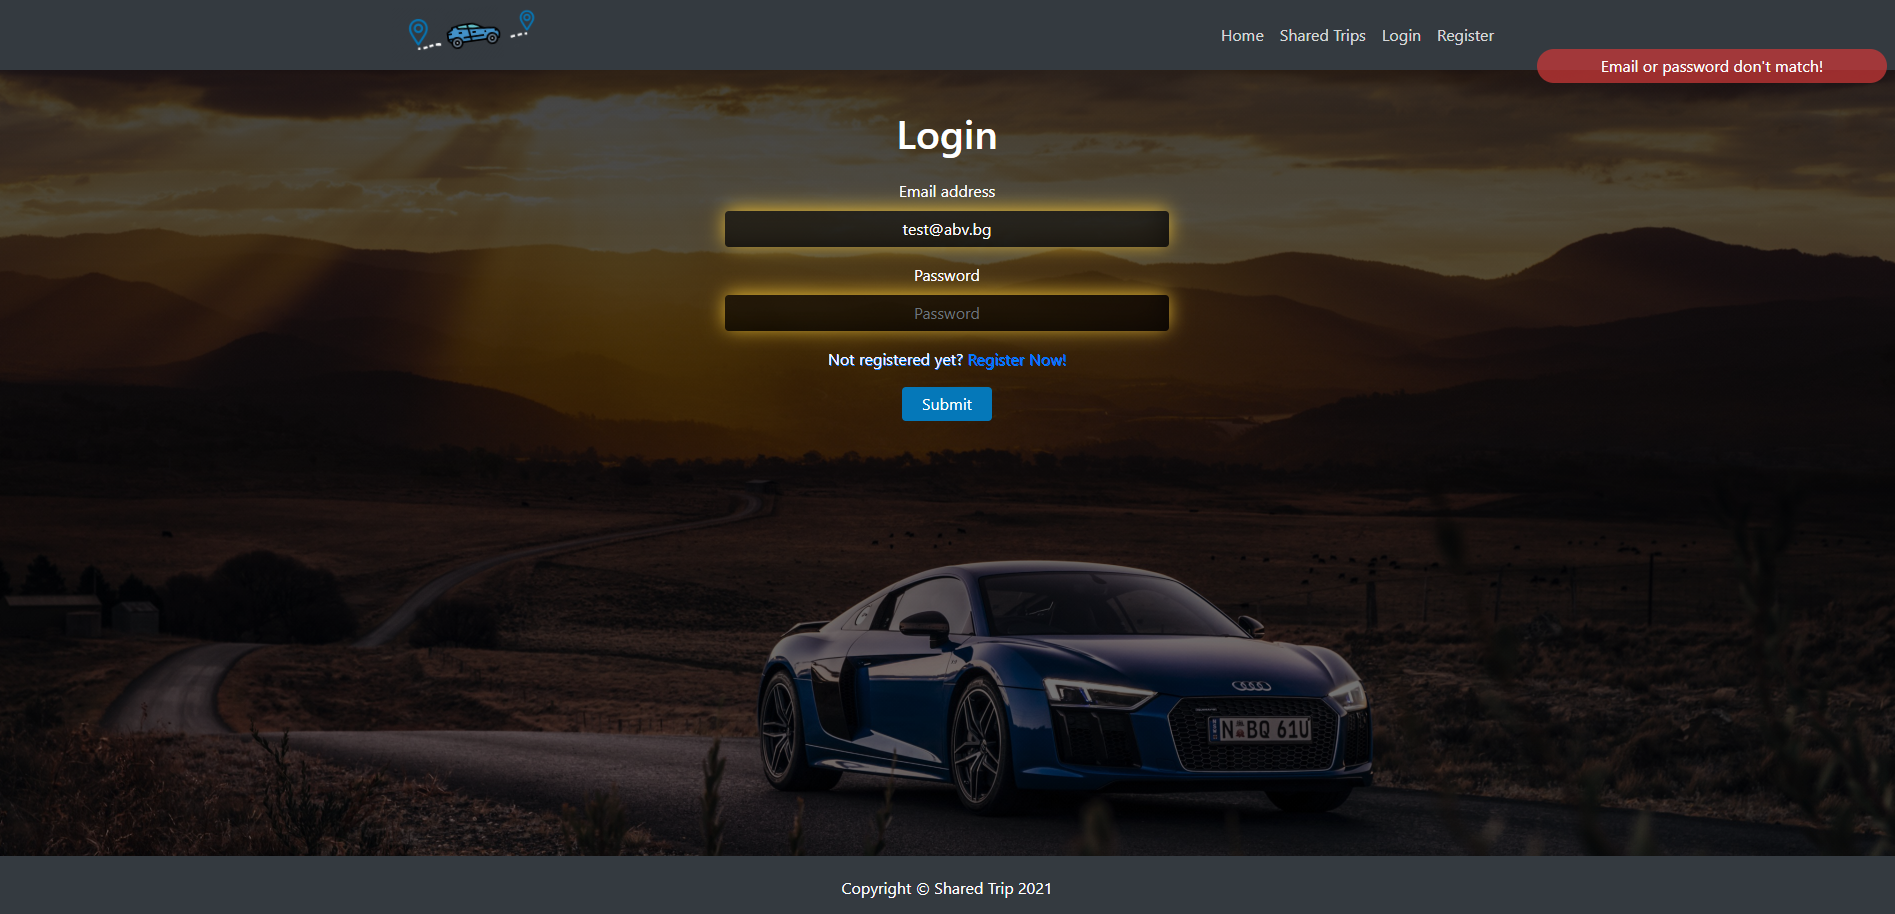 Home Shared Trips Login Register
Email or password don't match!
Login
Email address
test@abv.bg
Password
Password
Not registered yet? Register Now!
Submit
N BQ 61U
Copyright © Shared Trip 2021